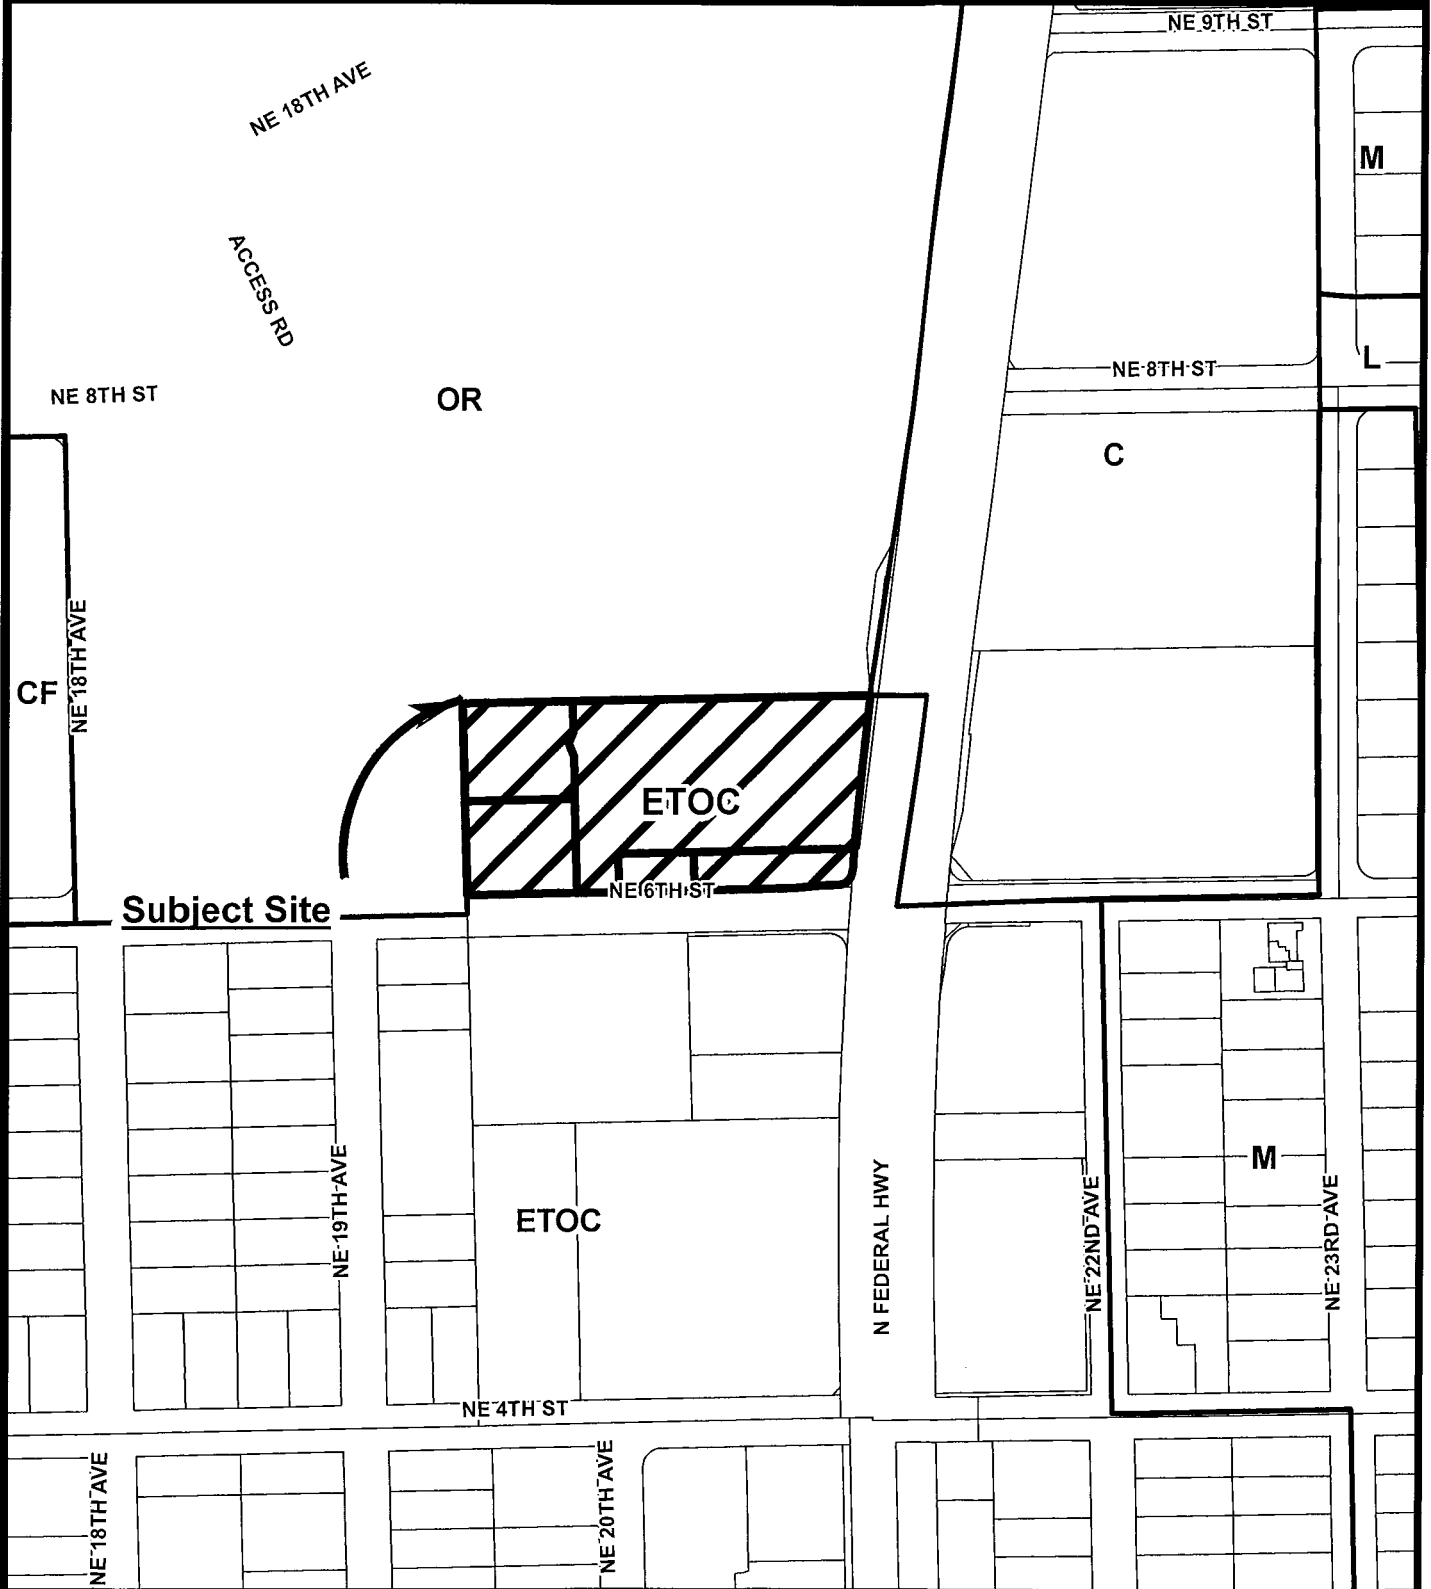 NE 9TH ST
NE 18TH AVE
M
ACCESS RD
L
NE 8TH ST
NE 8TH ST
OR
C
NE 18TH AVE
CF
ETOC
NE 6TH ST
Subject Site
M
NE 19TH AVE
ETOC
N FEDERAL HWY
NE 22ND AVE
NE 23RD AVE
NE 4TH ST
NE 18TH AVE
NE 20TH AVE